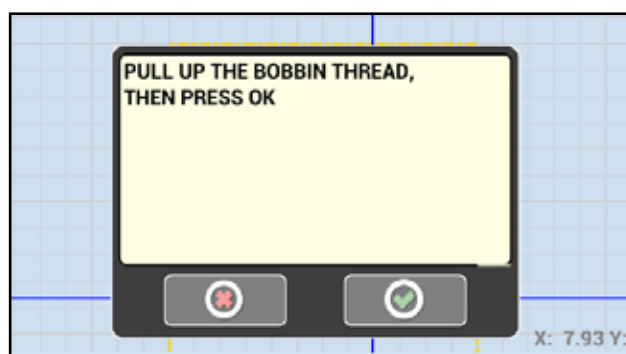 PULL UP THE BOBBIN THREAD,
THEN PRESS OK
X: 7.93 Y: